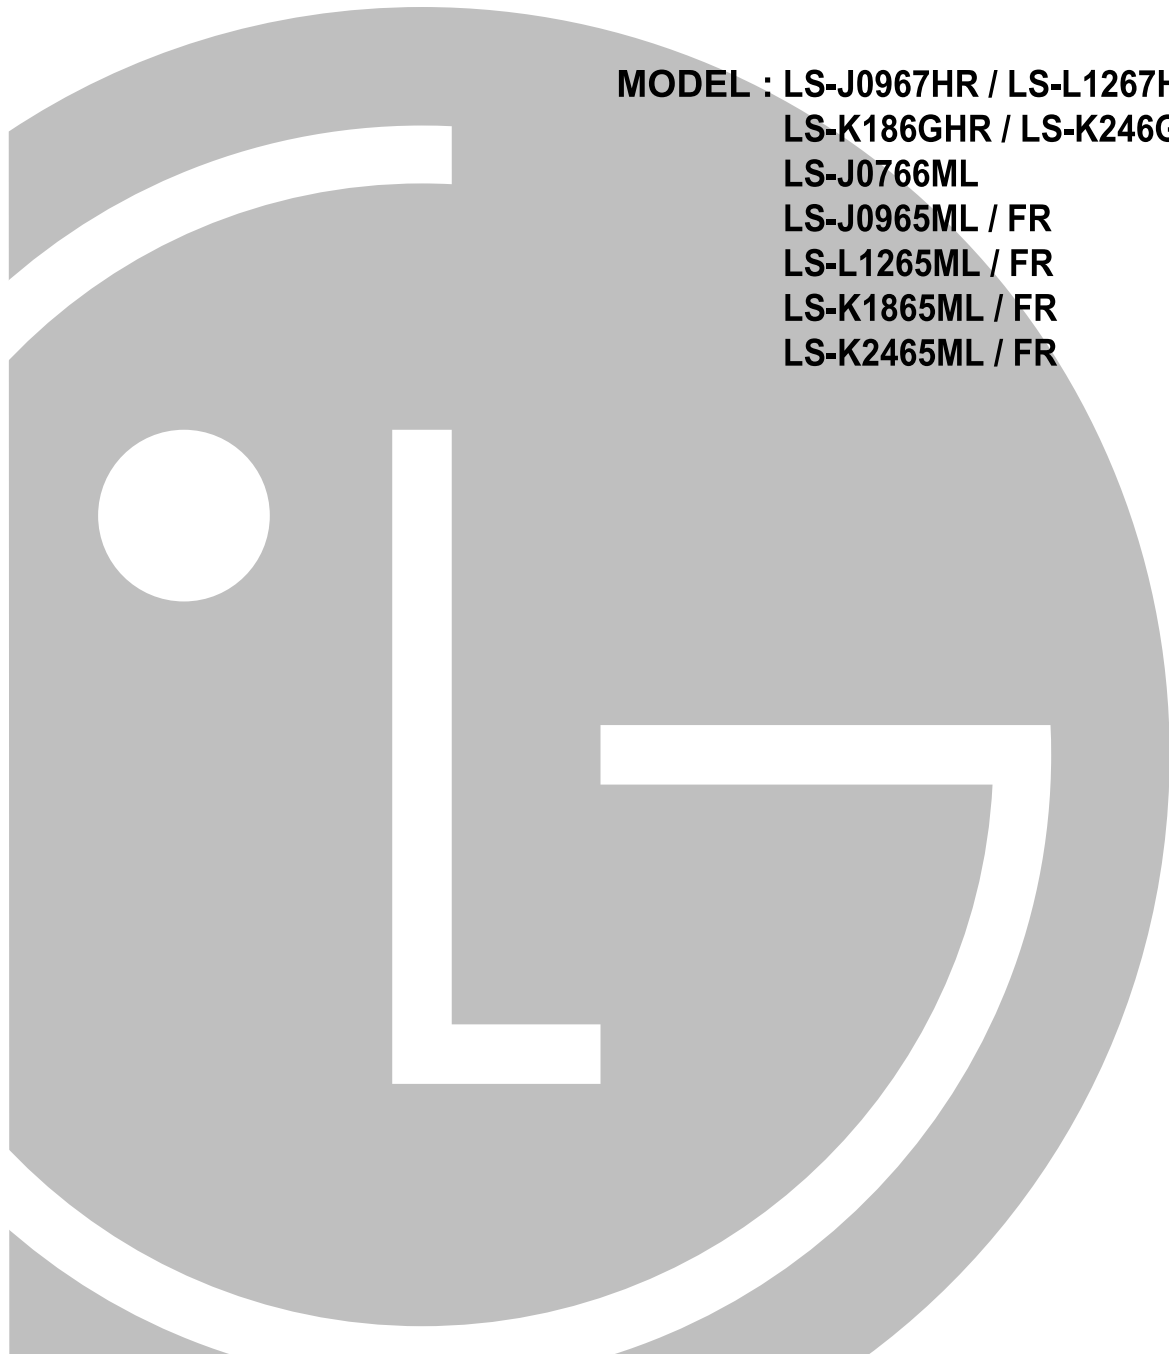 MODEL : LS-J0967HR / LS-L1267H
LS-K186GHR / LS-K246G
LS-J0766ML
LS-J0965ML / FR
LS-L1265ML / FR
LS-K1865ML / FR
LS-K2465ML / FR